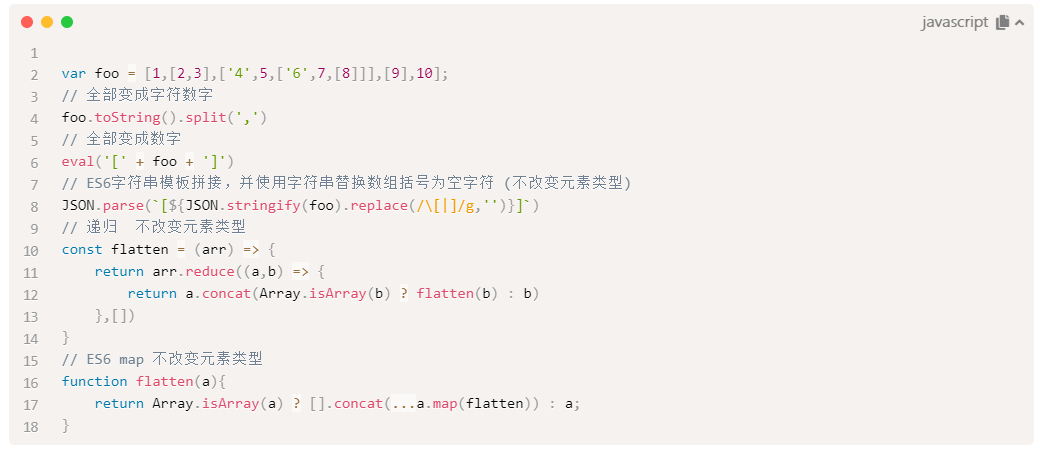 javascript
1
2 var foo = [1,[2,3],['4',5,['6',7,[8]]],[9],10];
3 // 全部变成字符数字
4 foo.toString().split(',')
5 // 全部变成数字
6 eval('[' + foo + ']')
7 // ES6字符串模板拼接，并使用字符串替换数组括号为空字符 (不改变元素类型)
8 JSON.parse(`[${JSON.stringify(foo).replace(/\[|]/g,'')}]`)
9 // 递归  不改变元素类型
10 const flatten = (arr) => {
11     return arr.reduce((a,b) => {
12         return a.concat(Array.isArray(b) ? flatten(b) : b)
13     },[])
14 }
15 // ES6 map 不改变元素类型
16 function flatten(a){
17     return Array.isArray(a) ? [].concat(...a.map(flatten)) : a;
18 }